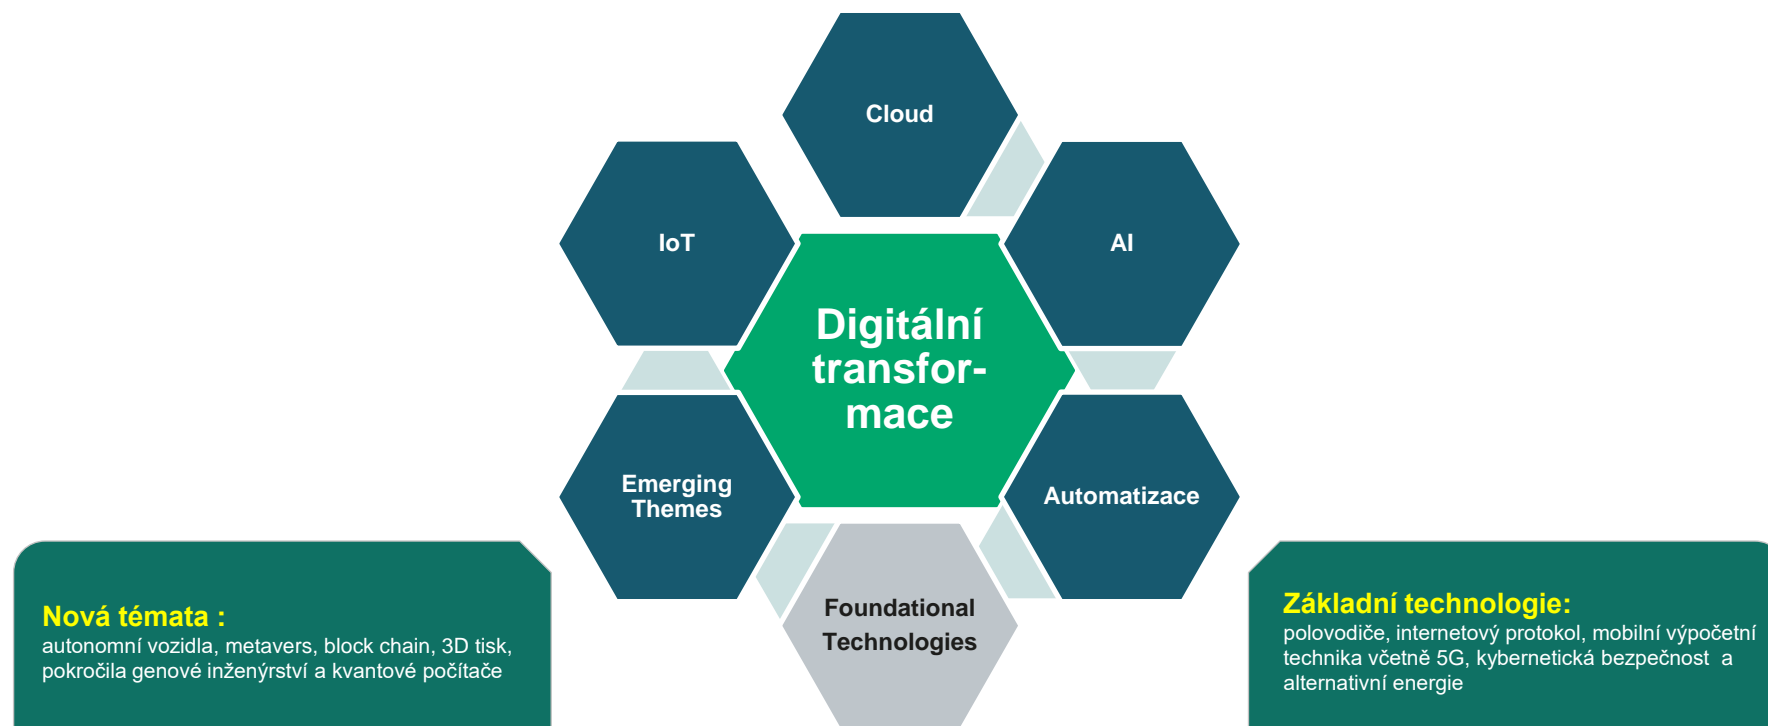 Cloud
IoT
AI
Digitální
transfor-
mace
Emerging
Themes
Automatizace
Foundational
Technologies
Nová témata :
autonomní vozidla, metavers, block chain, 3D tisk,
pokročila genové inženýrství a kvantové počítače
Základní technologie:
polovodiče, internetový protokol, mobilní výpočetní
technika včetně 5G, kybernetická bezpečnost  a
alternativní energie